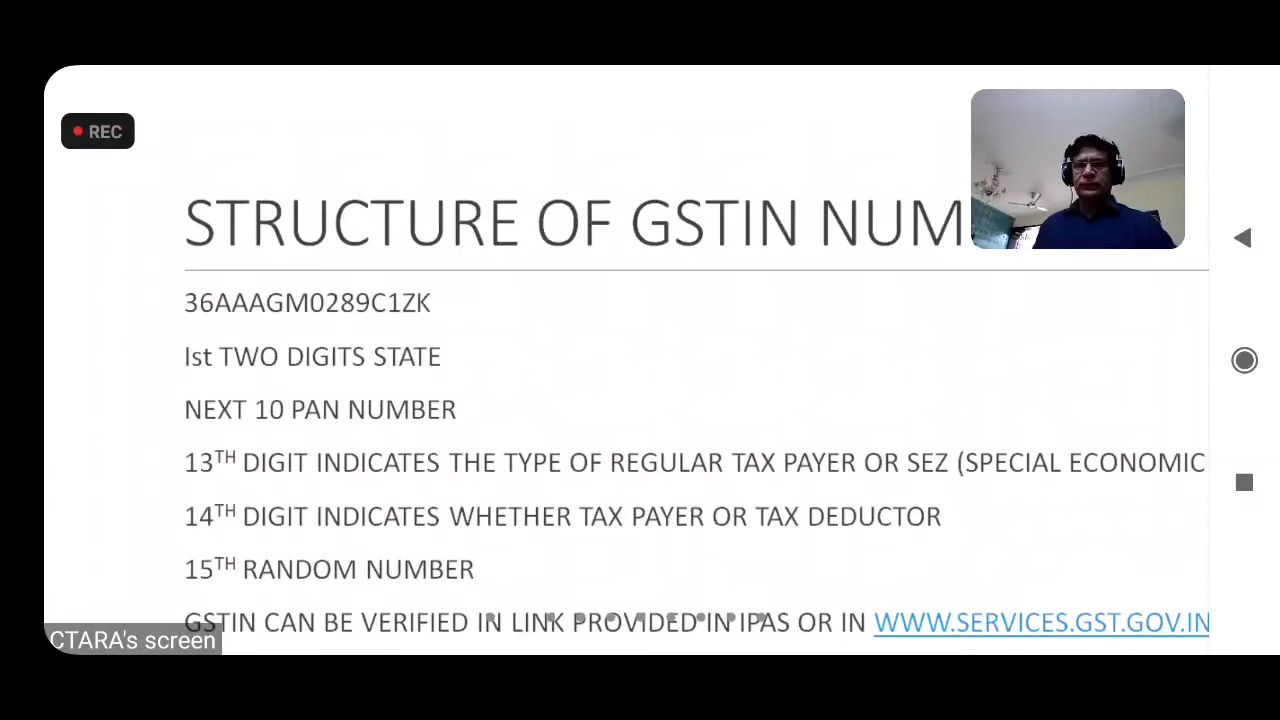 REC
STRUCTURE OF GSTIN NUM
36AAAGM0289C1ZK
Ist TWO DIGITS STATE
NEXT 10 PAN NUMBER
13TH DIGIT INDICATES THE TYPE OF REGULAR TAX PAYER OR SEZ (SPECIAL ECONOMIC
14TH DIGIT INDICATES WHETHER TAX PAYER OR TAX DEDUCTOR
15TH RANDOM NUMBER
GSTIN CAN BE VERIFIED IN LINK PROVIDED IN IPAS OR IN WWW.SERVICES.GST.GOV.IN
CTARA's screen